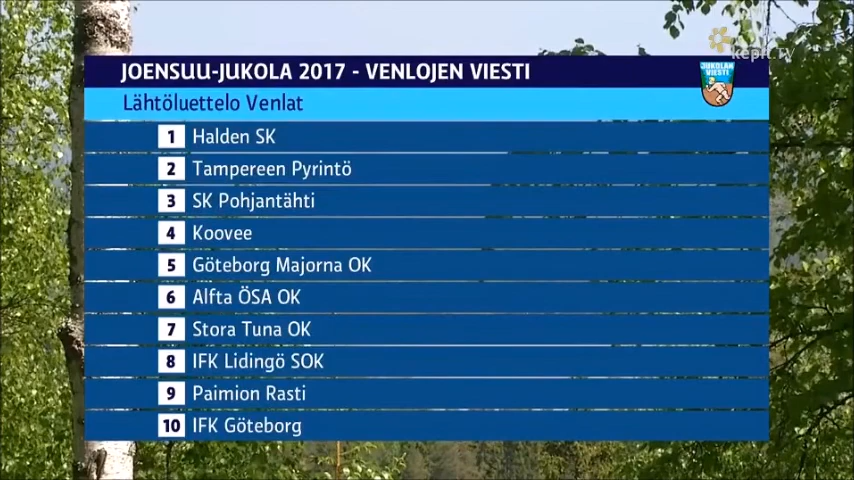 kepit.TV
JOENSUU-JUKOLA 2017 - VENLOJEN VIESTI
JUKOLAN
VIESTI
Lähtöluettelo Venlat
1 Halden SK
2 Tampereen Pyrintö
3 SK Pohjantähti
4 Koovee
5 Göteborg Majorna OK
6 Alfta ÖSA OK
7 Stora Tuna OK
8 IFK Lidingö SOK
9 Paimion Rasti
10 IFK Göteborg